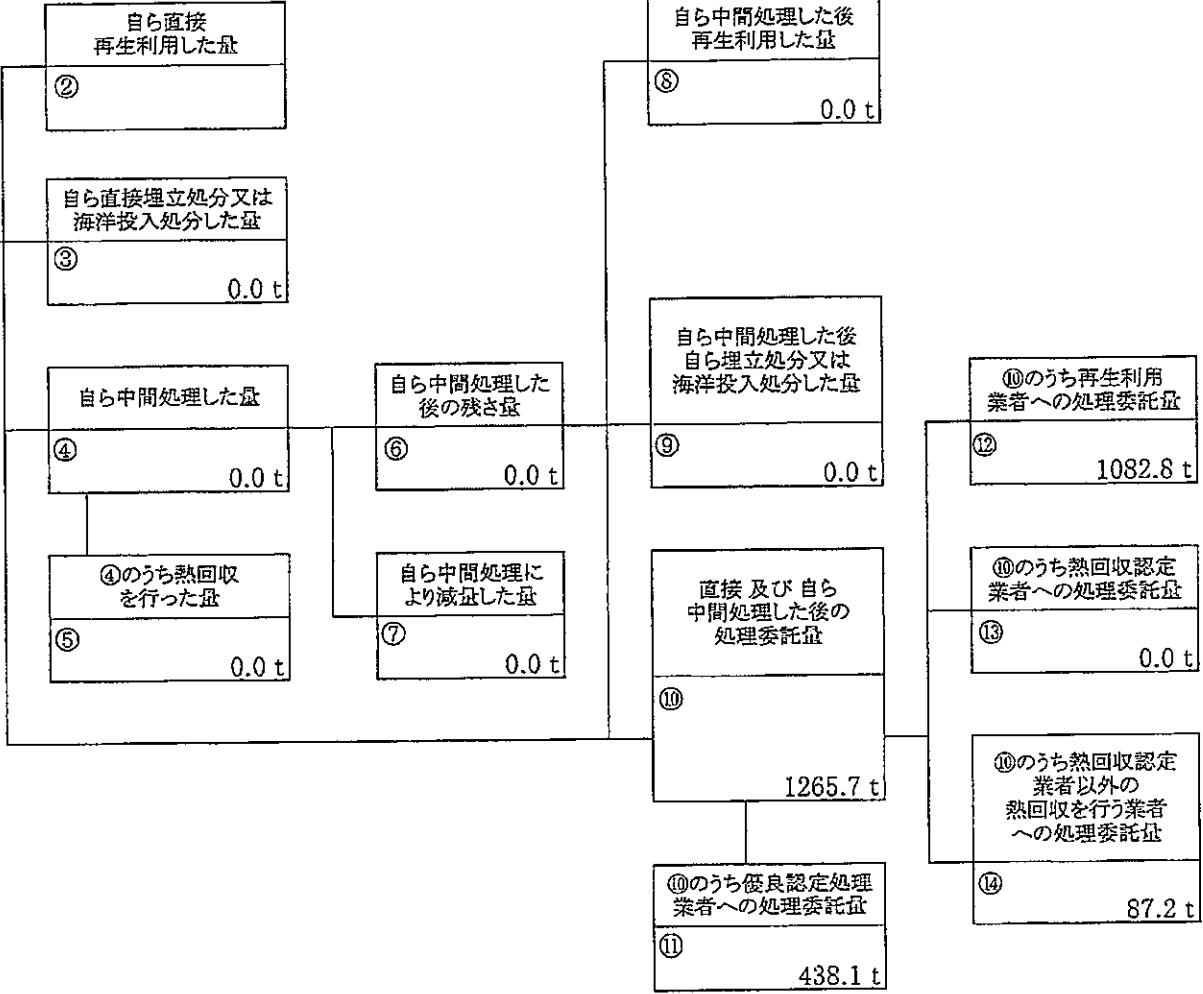 自ら直接
再生利用した量
②
自ら直接埋立処分又は
海洋投入処分した量
③
0.0 t
自ら中間処理した量
④
0.0 t
④のうち熱回収
を行った量
⑤
0.0 t
自ら中間処理した
後の残さ量
⑥
0.0 t
自ら中間処理に
より減量した量
⑦
0.0 t
自ら中間処理した後
再生利用した量
⑧
0.0 t
自ら中間処理した後
自ら埋立処分又は
海洋投入処分した量
⑨
0.0 t
直接 及び 自ら
中間処理した後の
処理委託量
⑩
1265.7 t
⑩のうち優良認定処理
業者への処理委託量
⑪
438.1 t
⑩のうち再生利用
業者への処理委託量
⑫
1082.8 t
⑩のうち熱回収認定
業者への処理委託量
⑬
0.0 t
⑩のうち熱回収認定
業者以外の
熱回収を行う業者
への処理委託量
⑭
87.2 t